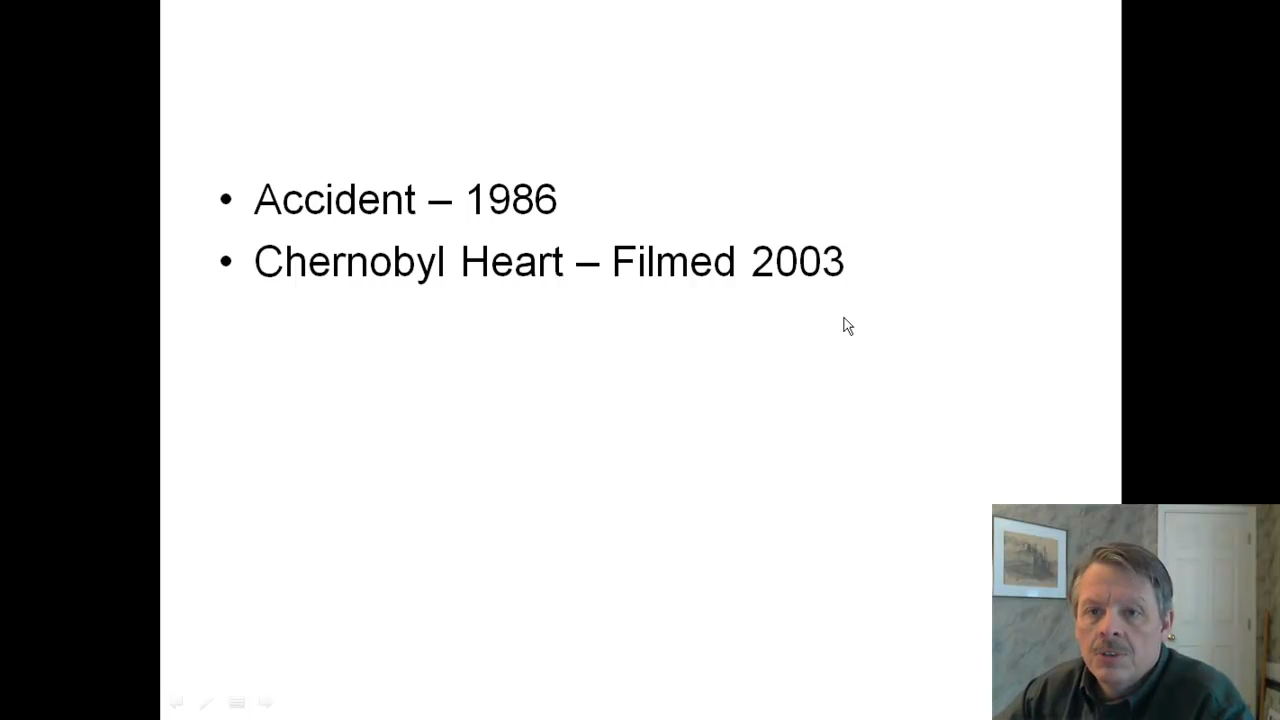 • Accident – 1986
• Chernobyl Heart – Filmed 2003